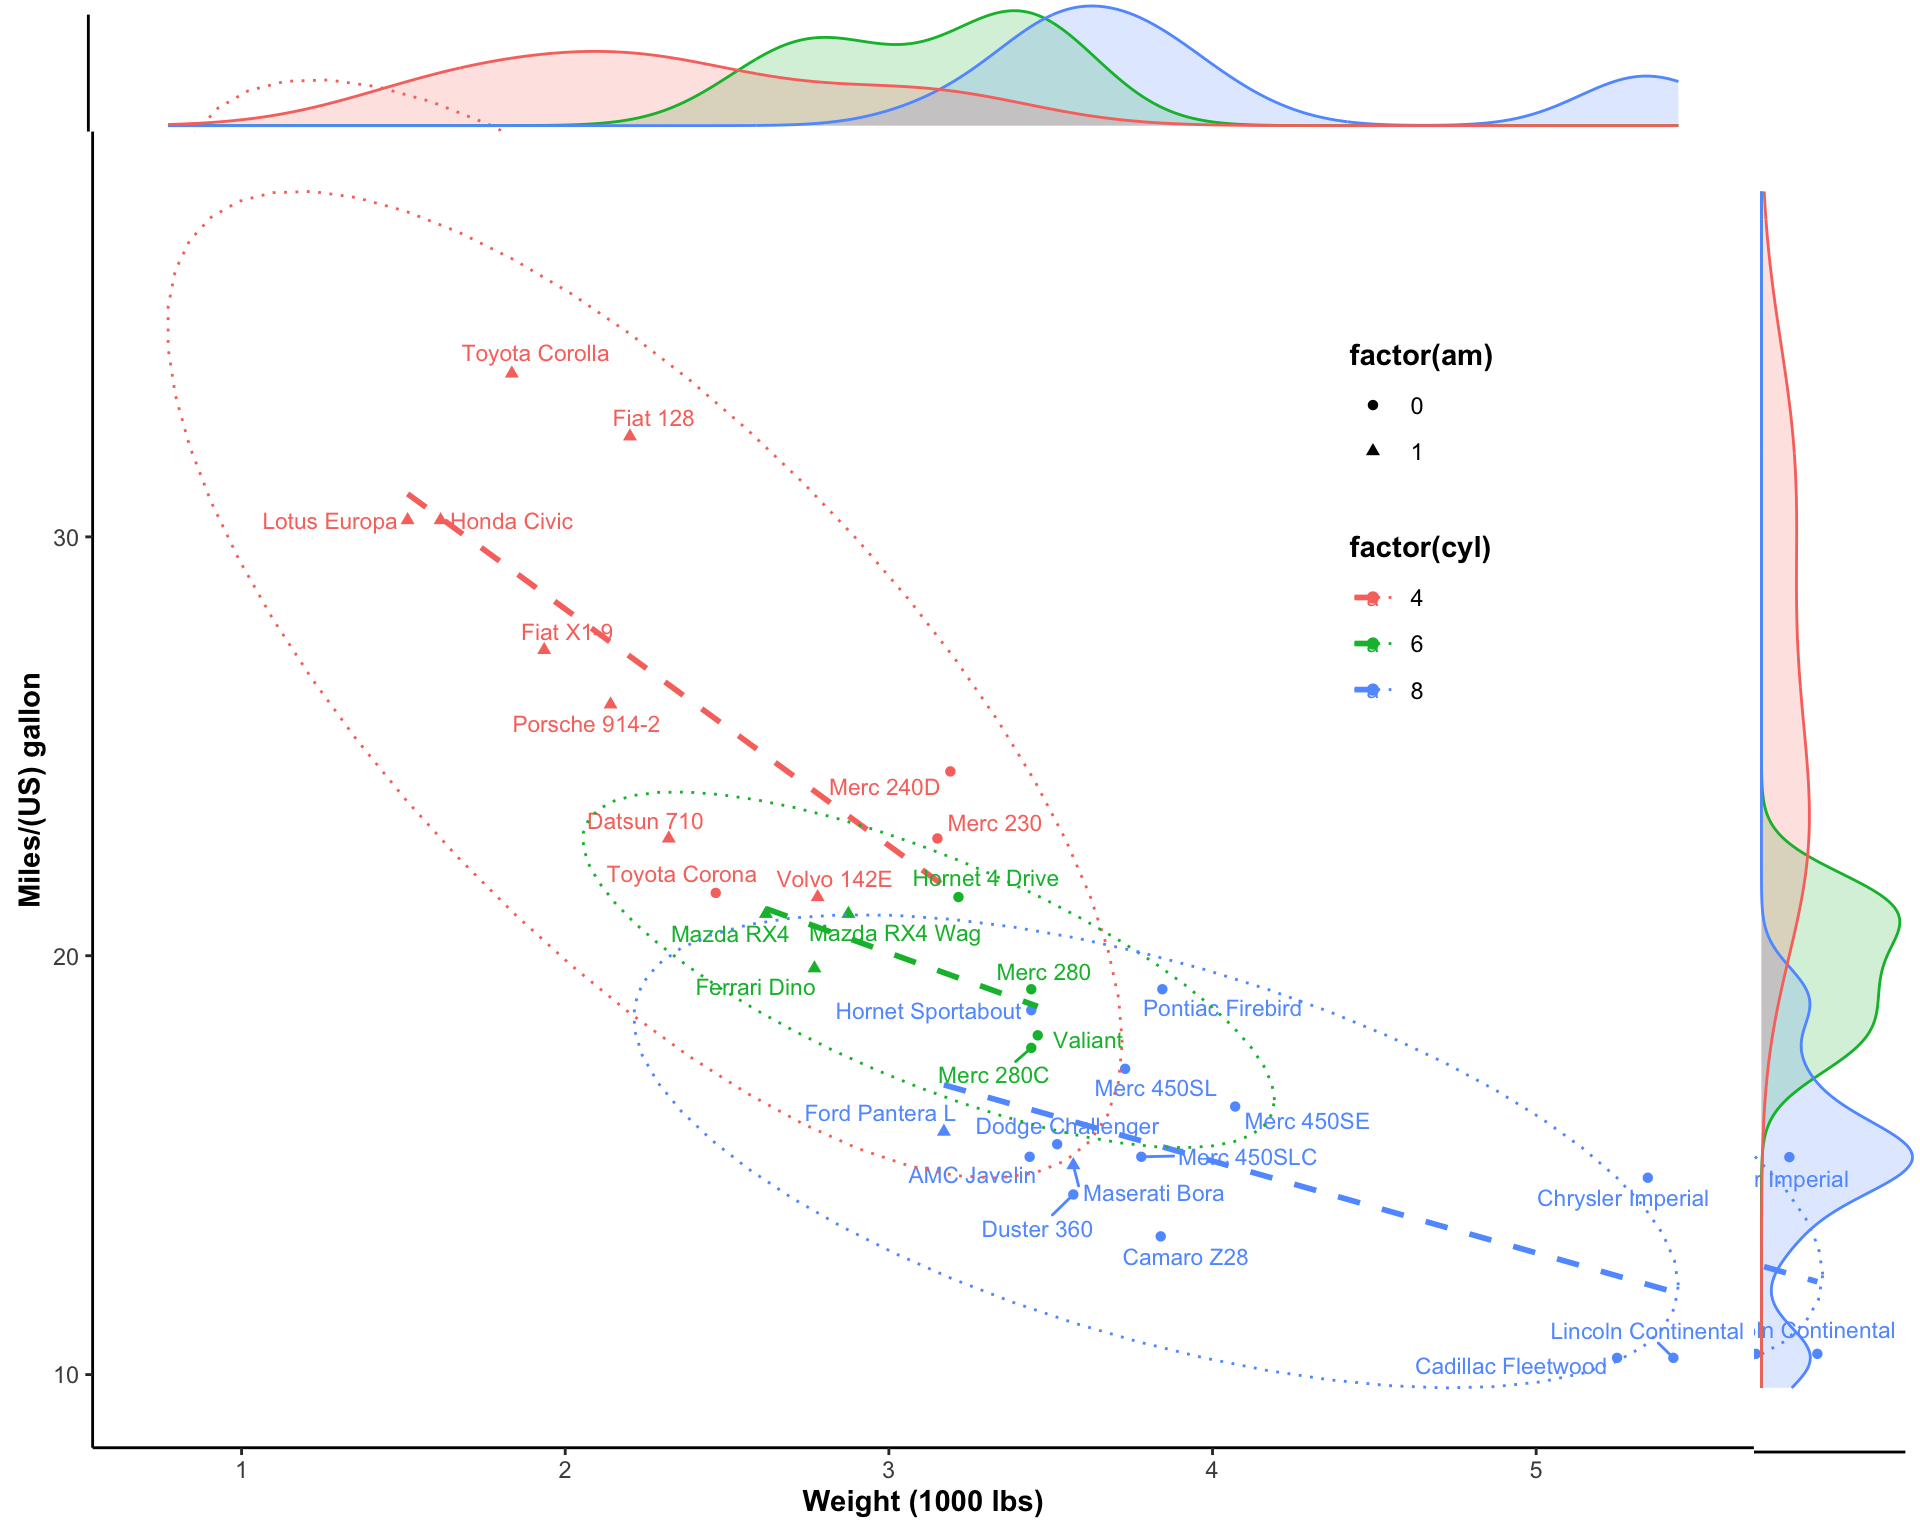 Toyota Corolla
factor(am)
0
Fiat 128
1
Lotus Europa
Honda Civic
30
factor(cyl)
a 4
Fiat X1-9
a 6
a 8
Porsche 914-2
Miles/(US) gallon
Merc 240D
Datsun 710
Merc 230
Toyota Corona
Volvo 142E
Hornet 4 Drive
Mazda RX4
Mazda RX4 Wag
20
Merc 280
Ferrari Dino
Hornet Sportabout
Pontiac Firebird
Valiant
Merc 280C
Merc 450SL
Ford Pantera L
Dodge Challenger
Merc 450SE
Merc 450SLC
AMC Javelin
r Imperial
Maserati Bora
Chrysler Imperial
Duster 360
Camaro Z28
Lincoln Continental
ln Continental
Cadillac Fleetwood
10
1 2 3 4 5
Weight (1000 lbs)